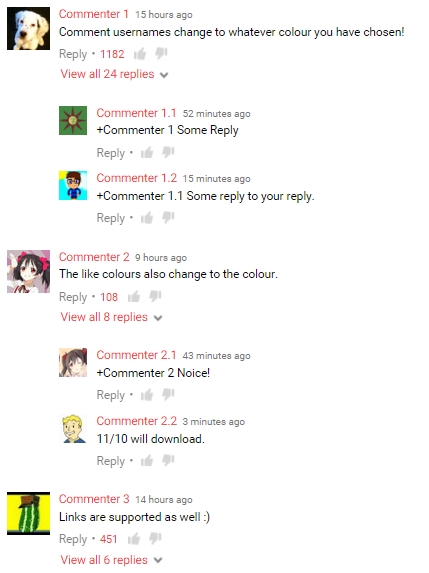 Commenter 1 15 hours ago
Comment usernames change to whatever colour you have chosen!
Reply • 1182
View all 24 replies
Commenter 1.1 52 minutes ago
+Commenter 1 Some Reply
Reply •
Commenter 1.2 15 minutes ago
+Commenter 1.1 Some reply to your reply.
Reply •
Commenter 2 9 hours ago
The like colours also change to the colour.
Reply • 108
View all 8 replies
Commenter 2.1 43 minutes ago
+Commenter 2 Noice!
Reply •
Commenter 2.2 3 minutes ago
11/10 will download.
Reply •
Commenter 3 14 hours ago
Links are supported as well :)
Reply • 451
View all 6 replies